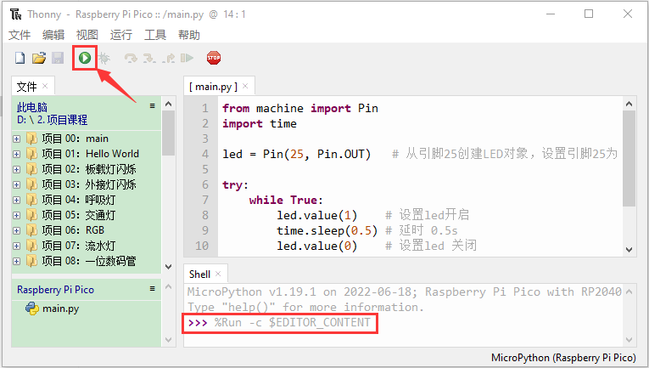 Thonny - Raspberry Pi Pico :: /main.py @ 14 : 1
文件 编辑 视图 运行 工具 帮助
STOP
文件 ×
此电脑
D: \ 2. 项目课程
项目 00：main
项目 01：Hello World
项目 02：板载灯闪烁
项目 03：外接灯闪烁
项目 04：呼吸灯
项目 05：交通灯
项目 06：RGB
项目 07：流水灯
项目 08：一位数码管
Raspberry Pi Pico
main.py
[ main.py ] ×
1 from machine import Pin
2 import time
3
4 led = Pin(25, Pin.OUT) # 从引脚25创建LED对象，设置引脚25为
5
6 try:
7 while True:
8 led.value(1) # 设置led开启
9 time.sleep(0.5) # 延时 0.5s
10 led.value(0) # 设置led 关闭
Shell ×
MicroPython v1.19.1 on 2022-06-18; Raspberry Pi Pico with RP2040
Type "help()" for more information.
>>> %Run -c $EDITOR_CONTENT
MicroPython (Raspberry Pi Pico)